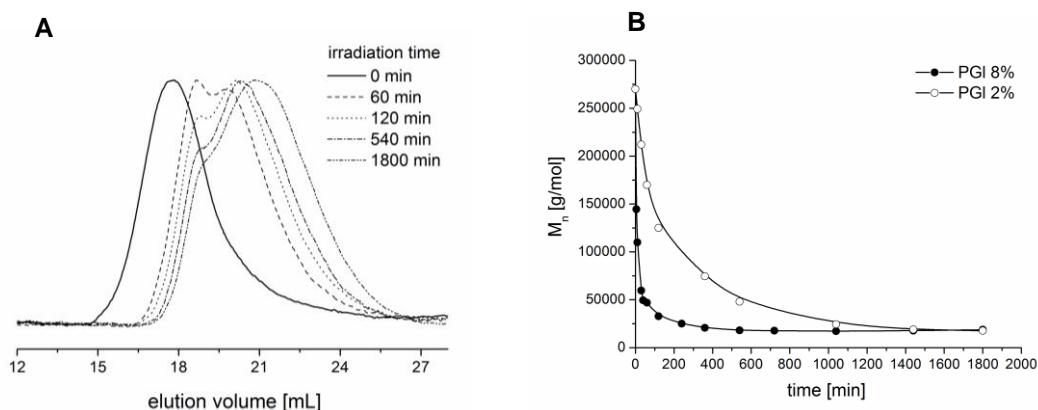 A
irradiation time
0 min
60 min
120 min
540 min
1800 min
12 15 18 21 24 27
elution volume [mL]
B
PGI 8%
PGI 2%
300000
250000
200000
150000
100000
50000
0
Mn [g/mol]
0 200 400 600 800 1000 1200 1400 1600 1800 2000
time [min]